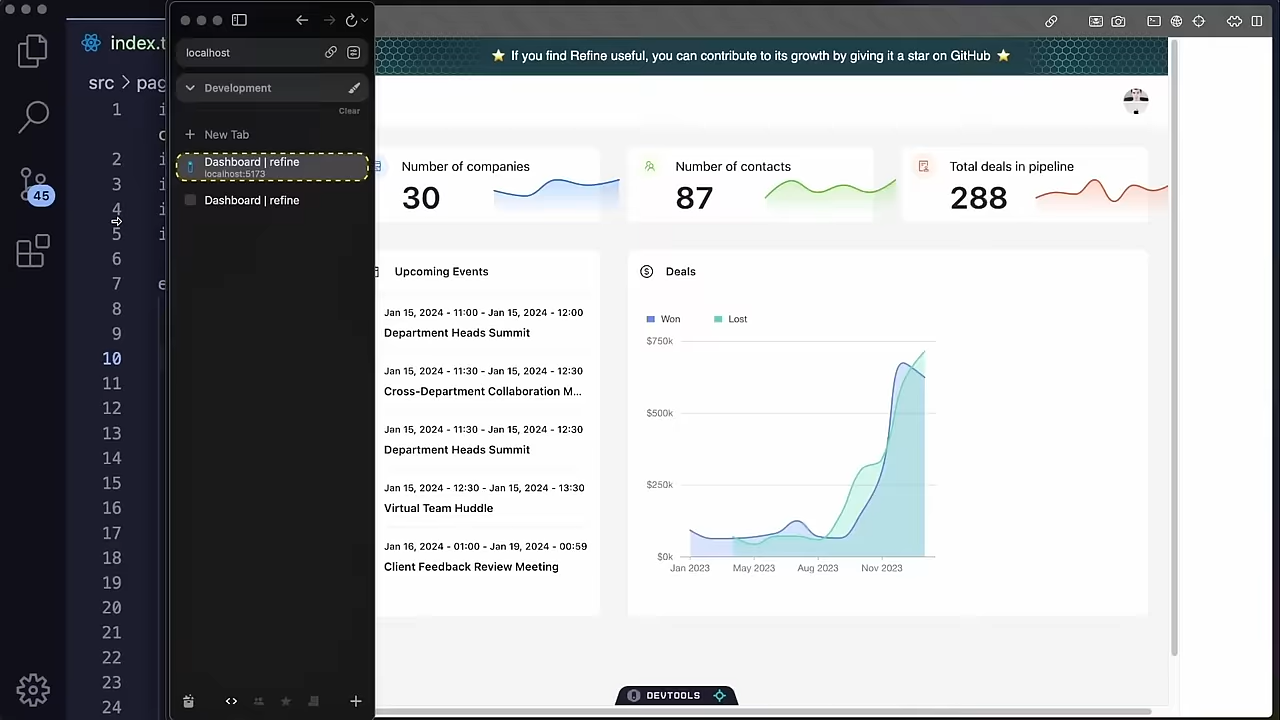 index.t
src > pag
45
1
2
3
4
5
6
7
8
9
10
11
12
13
14
15
16
17
18
19
20
21
22
23
24
i
c
i
i
i
i
e
localhost
Development
Clear
New Tab
Dashboard | refine
localhost:5173
Dashboard | refine
⭐ If you find Refine useful, you can contribute to its growth by giving it a star on GitHub ⭐
Number of companies
30
Number of contacts
87
Total deals in pipeline
288
Upcoming Events
Jan 15, 2024 - 11:00 - Jan 15, 2024 - 12:00
Department Heads Summit
Jan 15, 2024 - 11:30 - Jan 15, 2024 - 12:30
Cross-Department Collaboration M...
Jan 15, 2024 - 11:30 - Jan 15, 2024 - 12:30
Department Heads Summit
Jan 15, 2024 - 12:30 - Jan 15, 2024 - 13:30
Virtual Team Huddle
Jan 16, 2024 - 01:00 - Jan 19, 2024 - 00:59
Client Feedback Review Meeting
Deals
Won Lost
$750k
$500k
$250k
$0k
Jan 2023 May 2023 Aug 2023 Nov 2023
DEVTOOLS